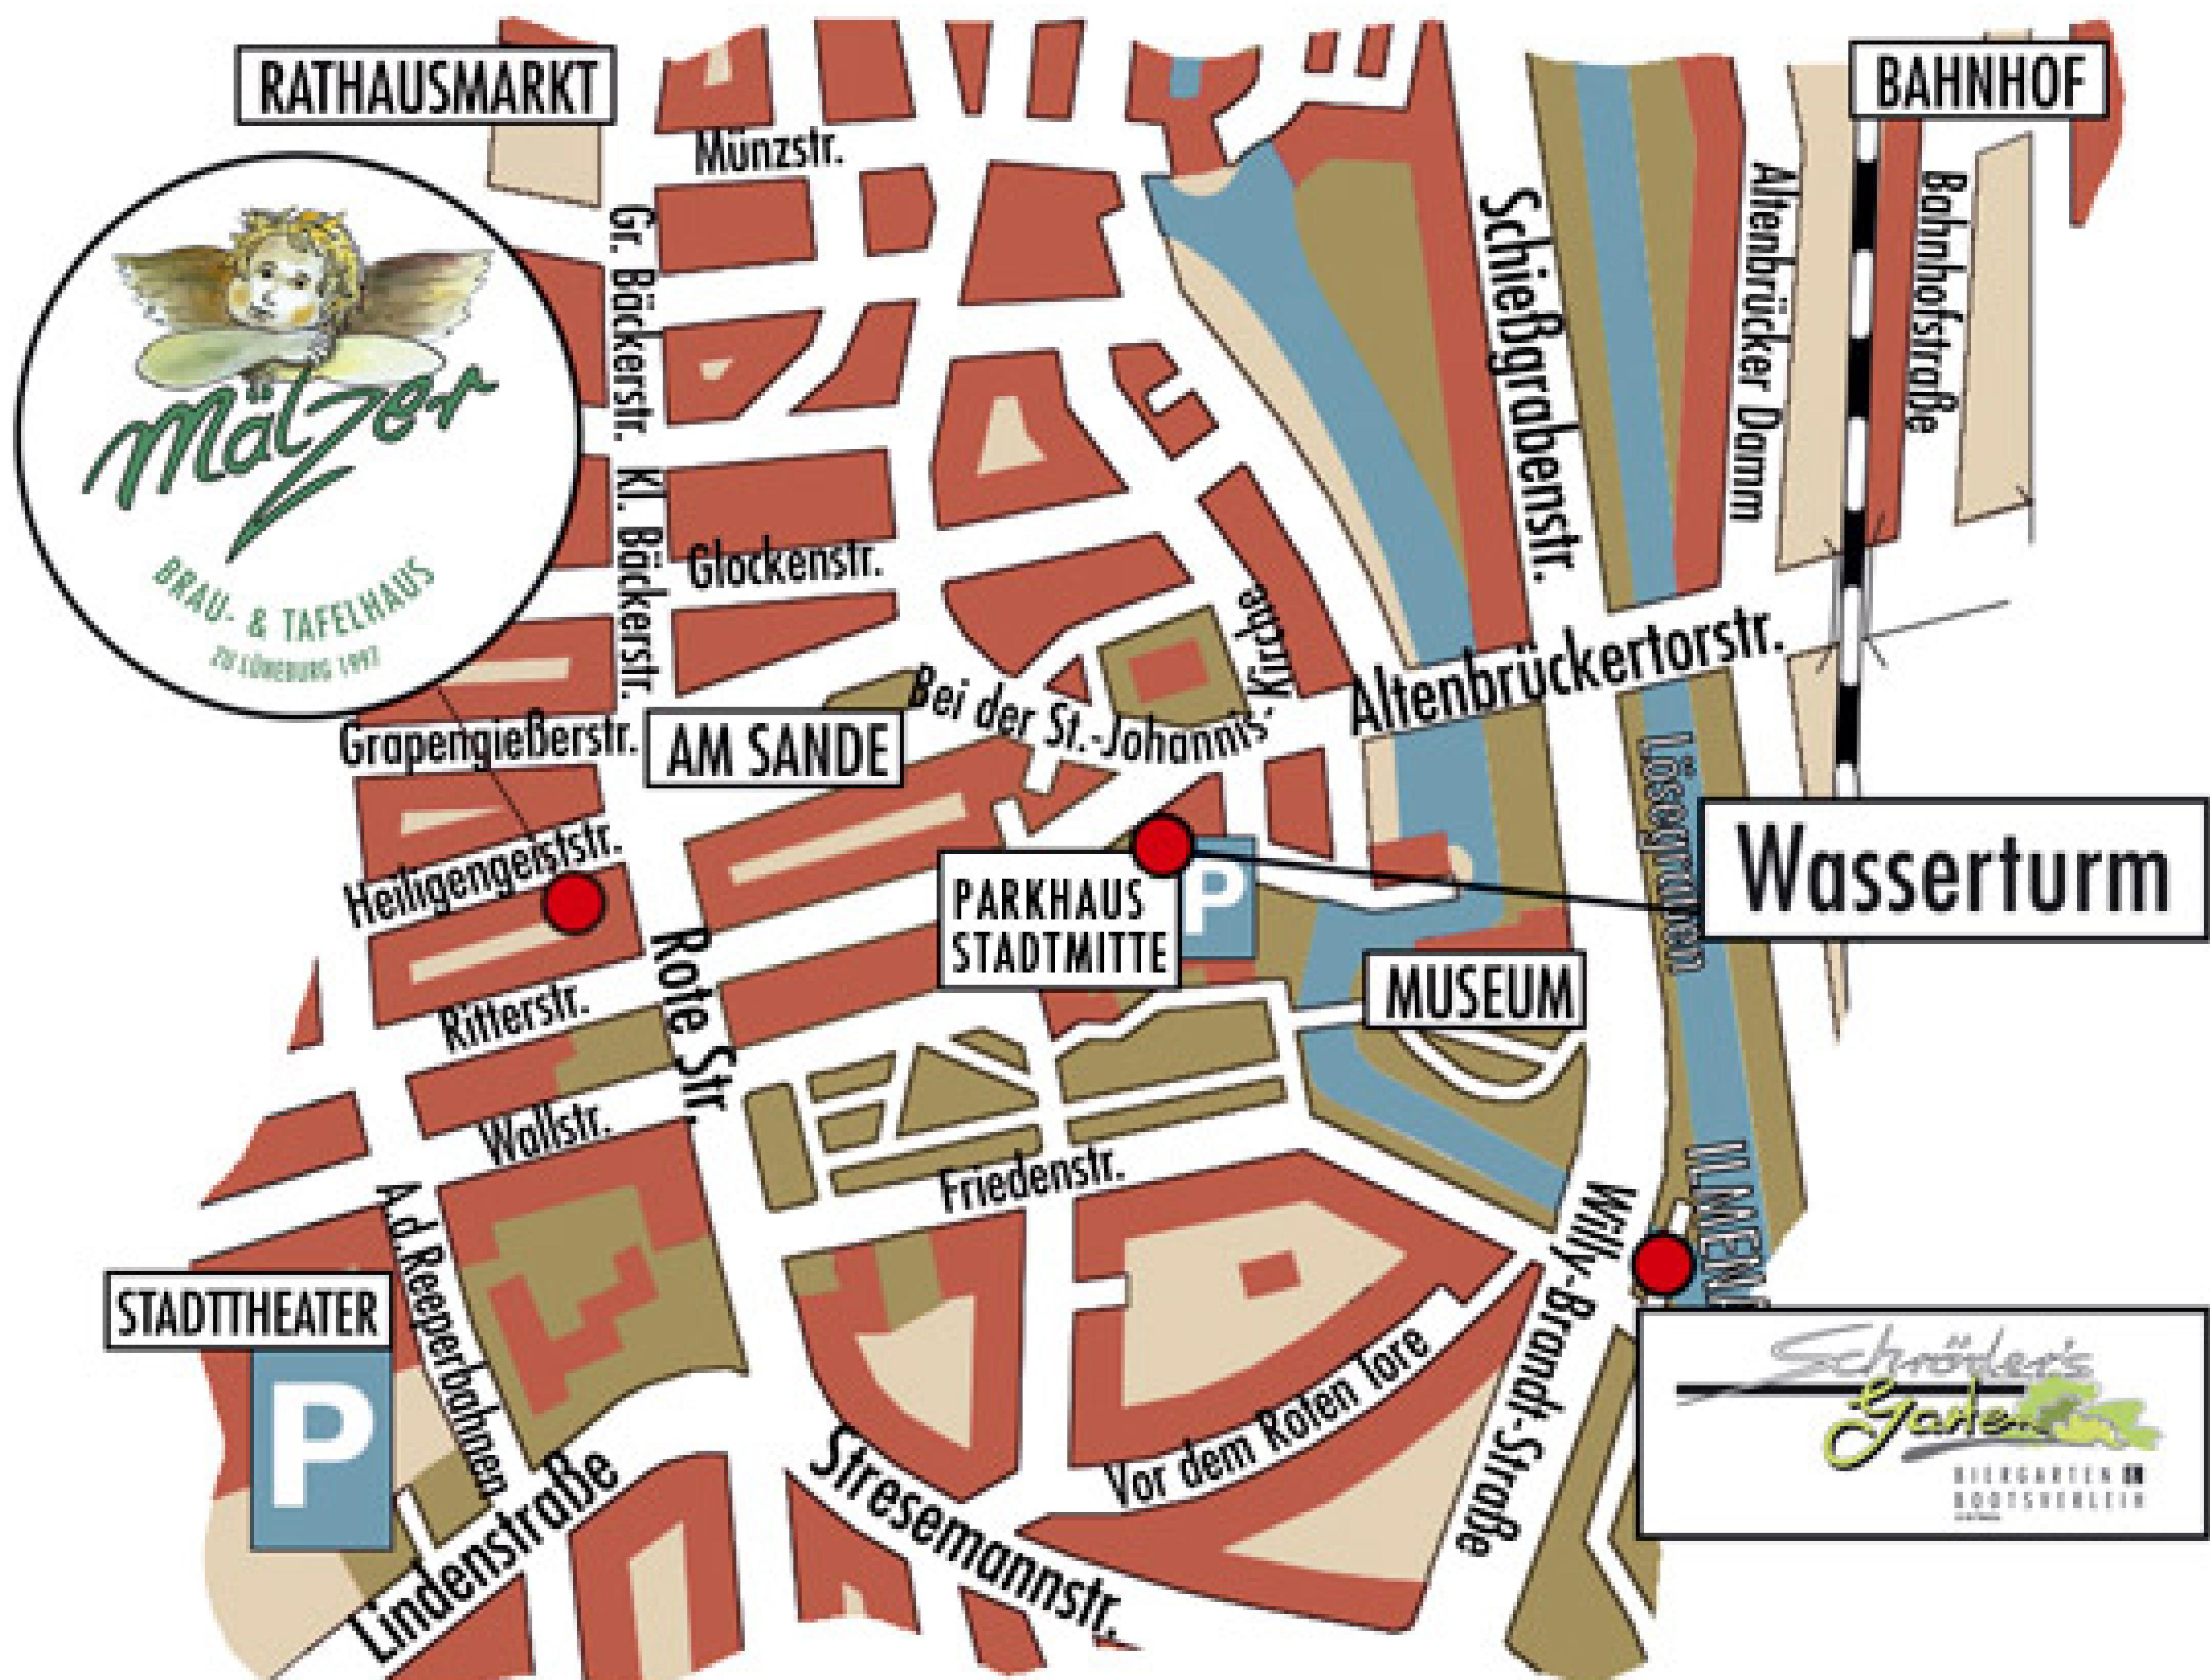 RATHAUSMARKT
BAHNHOF
Münzstr.
Gr. Bäckerstr.
Schießgrabenstr.
Altenbrücker Damm
Bahnhofstraße
Mälzer
BRAU- & TAFELHAUS
ZU LÜNEBURG 1997
Kl. Bäckerstr.
Glockenstr.
Altenbrückertorstr.
Bei der St.-Johannis-
kirche
Grapengießerstr.
AM SANDE
Lösegraben
Wasserturm
Heiligengeiststr.
PARKHAUS
STADTMITTE
P
MUSEUM
Rote Str.
Ritterstr.
Wallstr.
Friedenstr.
A.d.Reeperbahnen
Willy-Brandt-Straße
STADTTHEATER
P
Vor dem Roten Tore
Lindenstraße
Stresemannstr.
Schröder's
Garten
BIERGARTEN
BOOTSVERLEIH